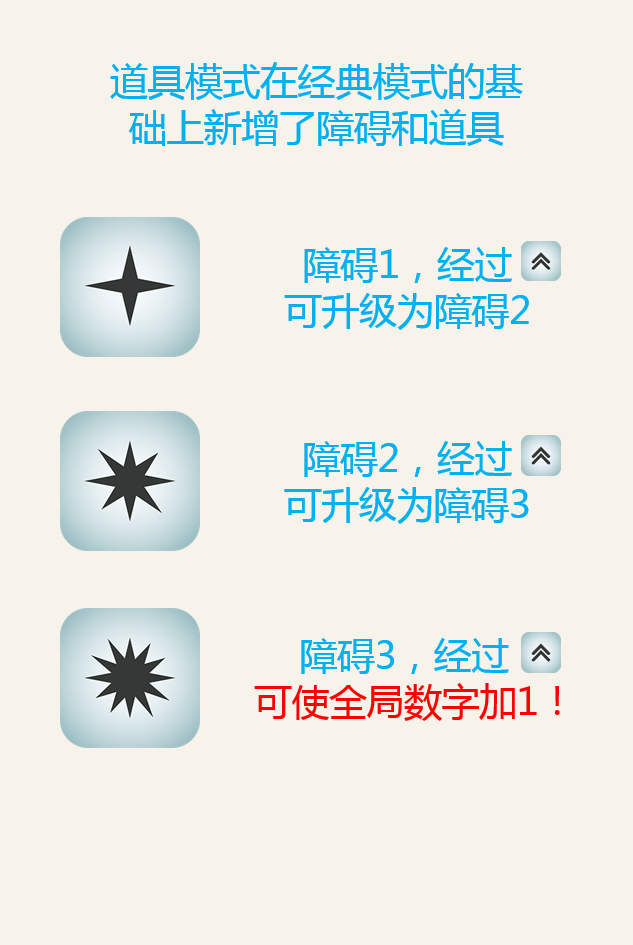 道具模式在经典模式的基
础上新增了障碍和道具
障碍1，经过
可升级为障碍2
障碍2，经过
可升级为障碍3
障碍3，经过
可使全局数字加1！